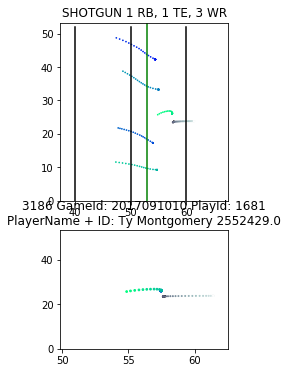 SHOTGUN 1 RB, 1 TE, 3 WR
50
40
30
20
10
0
40 50 60
3186 GameId: 2017091010 PlayId: 1681
PlayerName + ID: Ty Montgomery 2552429.0
40
20
0
50 55 60